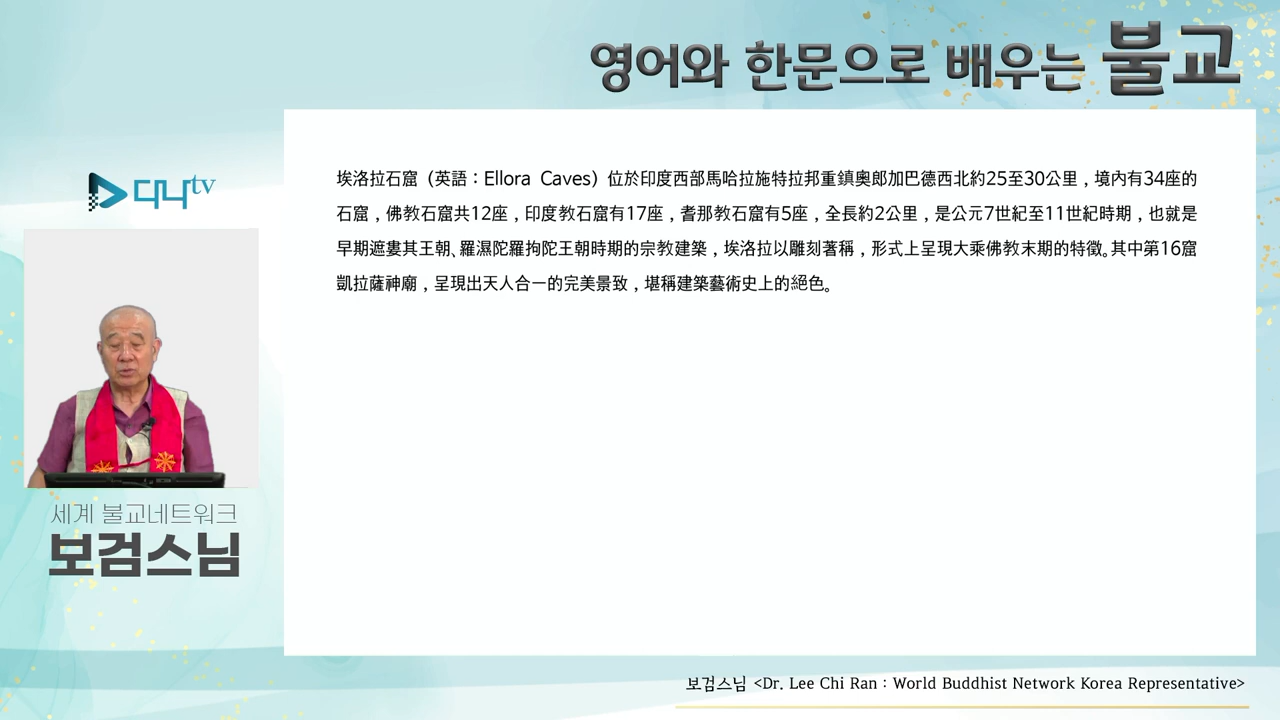 영어와 한문으로 배우는 불교
다나tv
埃洛拉石窟（英語：Ellora Caves）位於印度西部馬哈拉施特拉邦重鎮奧郎加巴德西北約25至30公里，境內有34座的
石窟，佛教石窟共12座，印度教石窟有17座，耆那教石窟有5座，全長約2公里，是公元7世紀至11世紀時期，也就是
早期遮婁其王朝、羅濕陀羅拘陀王朝時期的宗教建築，埃洛拉以雕刻著稱，形式上呈現大乘佛教末期的特徵。其中第16窟
凱拉薩神廟，呈現出天人合一的完美景致，堪稱建築藝術史上的絕色。
세계 불교네트워크
보검스님
보검스님 <Dr. Lee Chi Ran : World Buddhist Network Korea Representative>